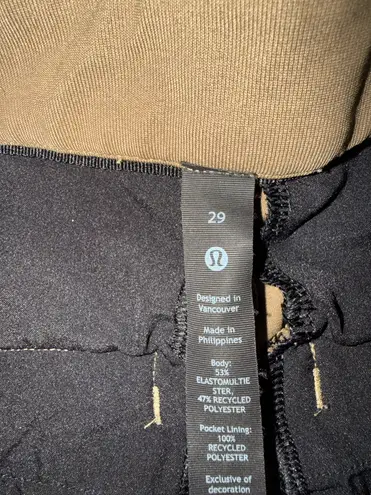 29
Designed in
Vancouver
Made in
Philippines
Body:
53%
ELASTOMULTIE
STER,
47% RECYCLED
POLYESTER
Pocket Lining:
100%
RECYCLED
POLYESTER
Exclusive of
decoration